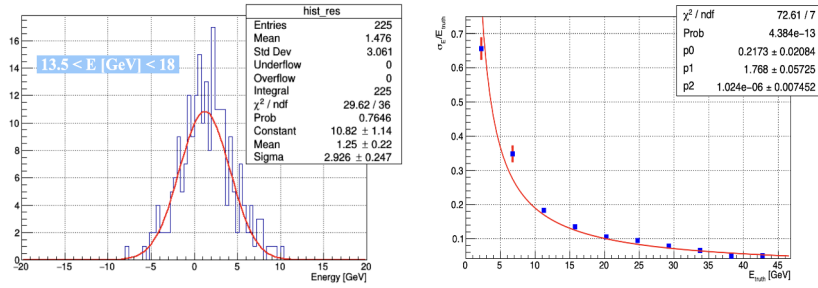 hist_res
Entries 225
Mean 1.476
Std Dev 3.061
Underflow 0
Overflow 0
Integral 225
χ² / ndf 29.62 / 36
Prob 0.7646
Constant 10.82 ± 1.14
Mean 1.25 ± 0.22
Sigma 2.926 ± 0.247
13.5 < E [GeV] < 18
16
14
12
10
8
6
4
2
0
−20 −15 −10 −5 0 5 10 15 20
Energy [GeV]
χ² / ndf 72.61 / 7
Prob 4.384e−13
p0 0.2173 ± 0.02084
p1 1.768 ± 0.05725
p2 1.024e−06 ± 0.007452
σE/Etruth
0.7
0.6
0.5
0.4
0.3
0.2
0.1
0 5 10 15 20 25 30 35 40 45
Etruth [GeV]